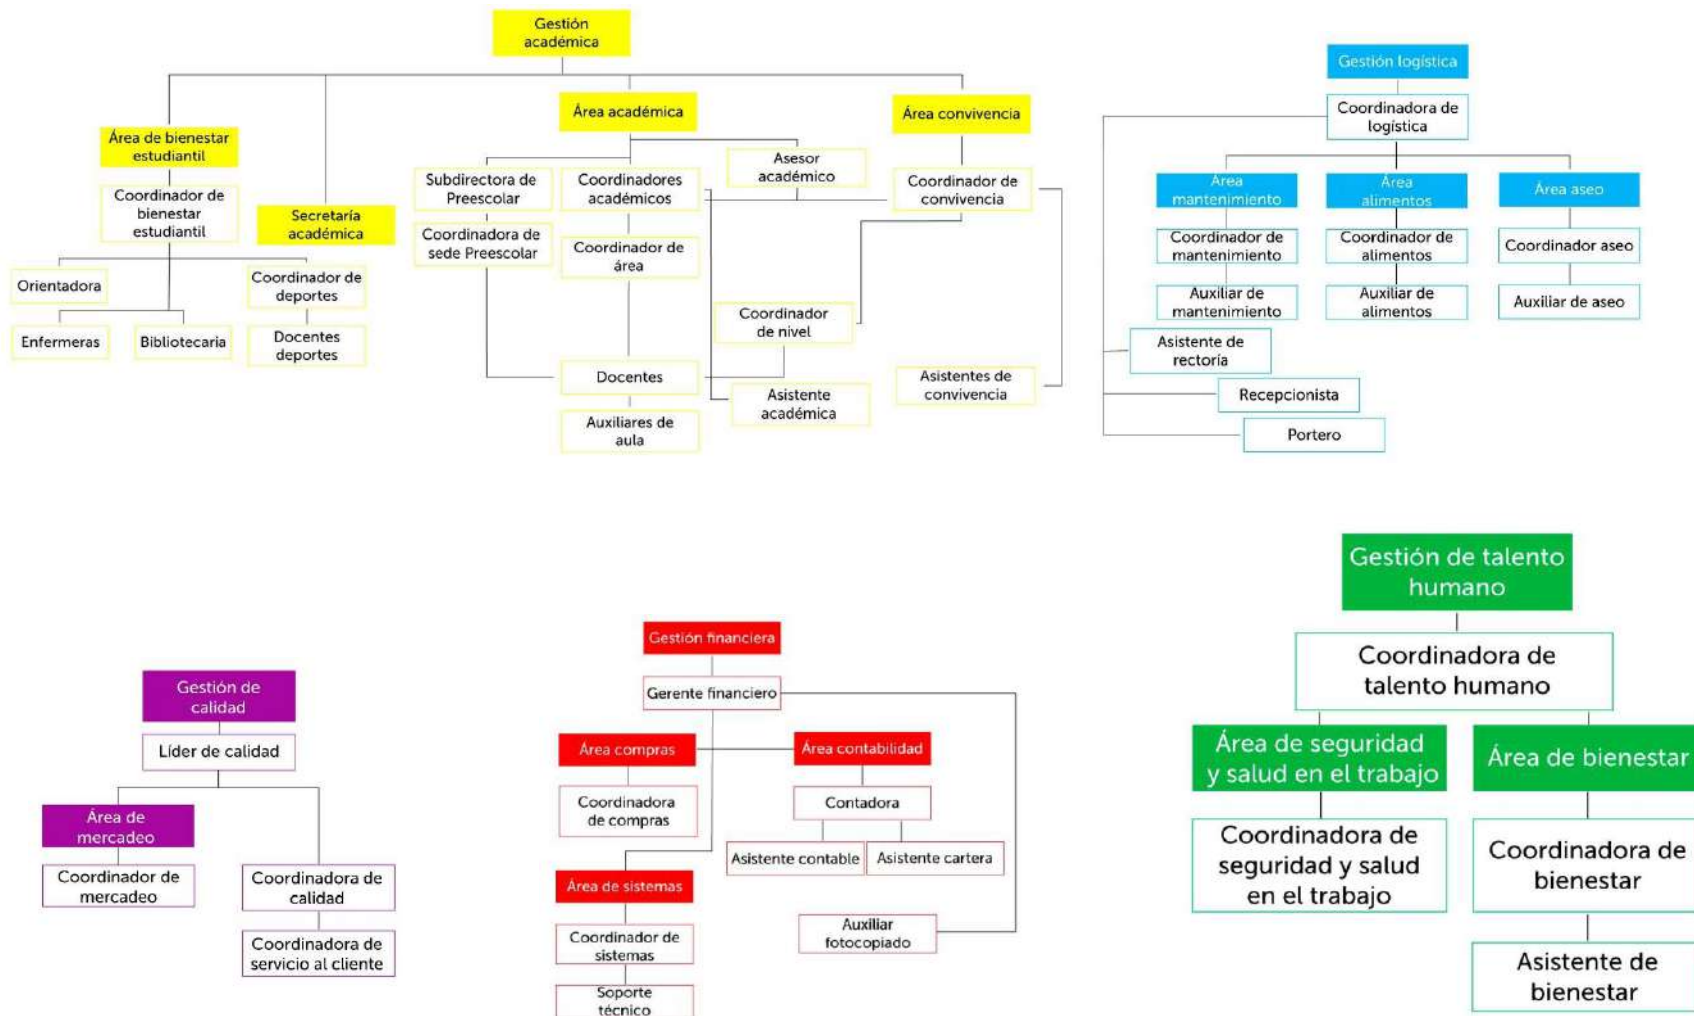 Gestión
académica
Área de bienestar
estudiantil
Coordinador de
bienestar
estudiantil
Orientadora
Enfermeras
Bibliotecaria
Coordinador de
deportes
Docentes
deportes
Secretaría
académica
Área académica
Subdirectora de
Preescolar
Coordinadora de
sede Preescolar
Coordinadores
académicos
Coordinador de
área
Docentes
Auxiliares de
aula
Asesor
académico
Asistente
académica
Área convivencia
Coordinador de
convivencia
Coordinador
de nivel
Asistentes de
convivencia
Gestión logística
Coordinadora de
logística
Área
mantenimiento
Coordinador de
mantenimiento
Auxiliar de
mantenimiento
Área
alimentos
Coordinador de
alimentos
Auxiliar de
alimentos
Área aseo
Coordinador aseo
Auxiliar de aseo
Asistente de
rectoría
Recepcionista
Portero
Gestión de
calidad
Líder de calidad
Área de
mercadeo
Coordinador de
mercadeo
Coordinadora de
calidad
Coordinadora de
servicio al cliente
Gestión financiera
Gerente financiero
Área compras
Coordinadora
de compras
Área contabilidad
Contadora
Asistente contable
Asistente cartera
Área de sistemas
Coordinador de
sistemas
Soporte
técnico
Auxiliar
fotocopiado
Gestión de talento
humano
Coordinadora de
talento humano
Área de seguridad
y salud en el trabajo
Coordinadora de
seguridad y salud
en el trabajo
Área de bienestar
Coordinadora de
bienestar
Asistente de
bienestar